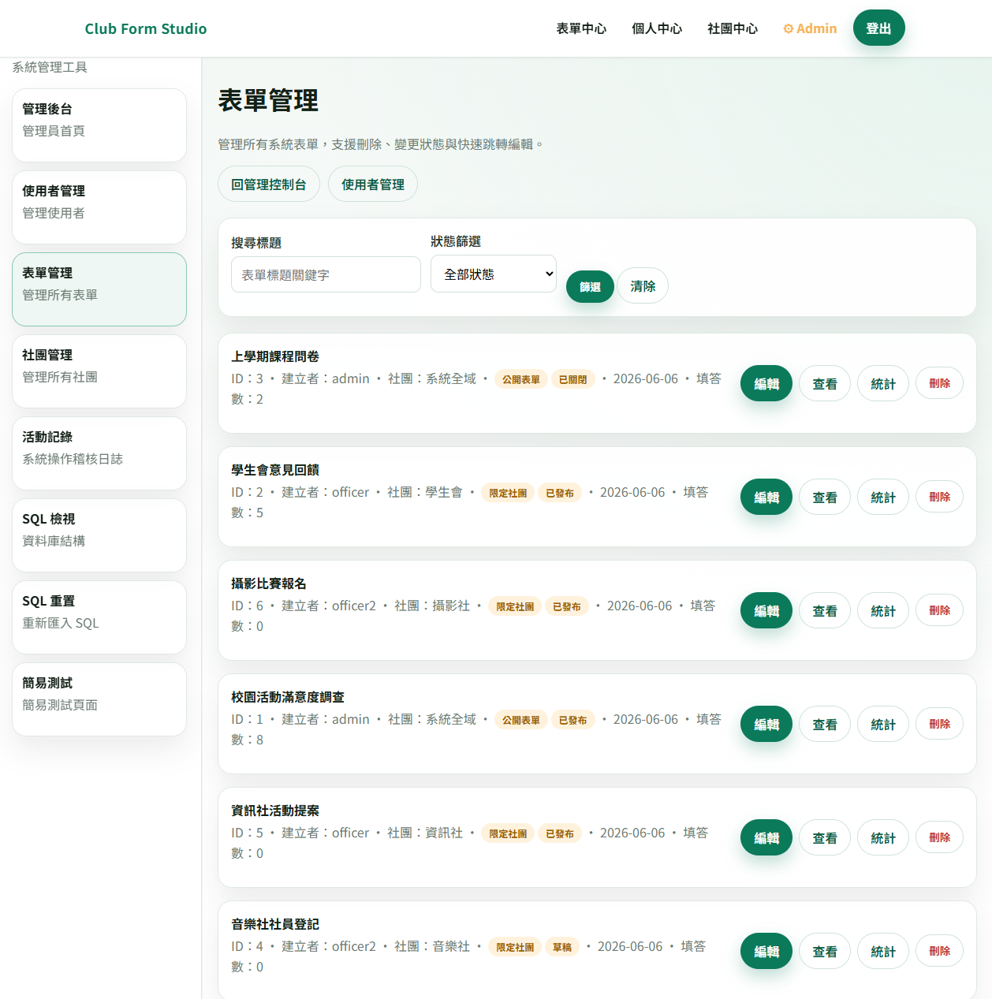 Club Form Studio
表單中心 個人中心 社團中心 ⚙ Admin 登出
系統管理工具
管理後台
管理員首頁
使用者管理
管理使用者
表單管理
管理所有表單
社團管理
管理所有社團
活動記錄
系統操作稽核日誌
SQL 檢視
資料庫結構
SQL 重置
重新匯入 SQL
簡易測試
簡易測試頁面
表單管理
管理所有系統表單，支援刪除、變更狀態與快速跳轉編輯。
回管理控制台 使用者管理
搜尋標題 狀態篩選
表單標題關鍵字 全部狀態 篩選 清除
上學期課程問卷
ID：3 • 建立者：admin • 社團：系統全域 • 公開表單 已關閉 • 2026-06-06 • 填答
數：2
編輯 查看 統計 刪除
學生會意見回饋
ID：2 • 建立者：officer • 社團：學生會 • 限定社團 已發布 • 2026-06-06 • 填答
數：5
編輯 查看 統計 刪除
攝影比賽報名
ID：6 • 建立者：officer2 • 社團：攝影社 • 限定社團 已發布 • 2026-06-06 • 填答
數：0
編輯 查看 統計 刪除
校園活動滿意度調查
ID：1 • 建立者：admin • 社團：系統全域 • 公開表單 已發布 • 2026-06-06 • 填答
數：8
編輯 查看 統計 刪除
資訊社活動提案
ID：5 • 建立者：officer • 社團：資訊社 • 限定社團 已發布 • 2026-06-06 • 填答
數：0
編輯 查看 統計 刪除
音樂社社員登記
ID：4 • 建立者：officer2 • 社團：音樂社 • 限定社團 草稿 • 2026-06-06 • 填答
數：0
編輯 查看 統計 刪除